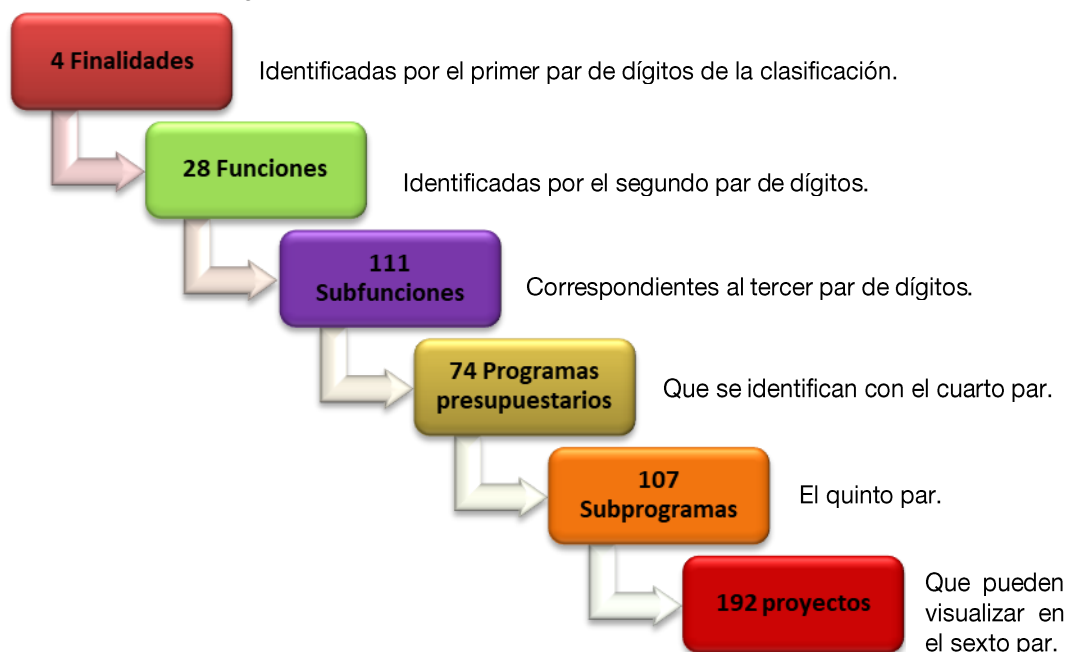 4 Finalidades
Identificadas por el primer par de dígitos de la clasificación.
28 Funciones
Identificadas por el segundo par de dígitos.
111
Subfunciones
Correspondientes al tercer par de dígitos.
74 Programas
presupuestarios
Que se identifican con el cuarto par.
107
Subprogramas
El quinto par.
192 proyectos
Que pueden
visualizar en
el sexto par.